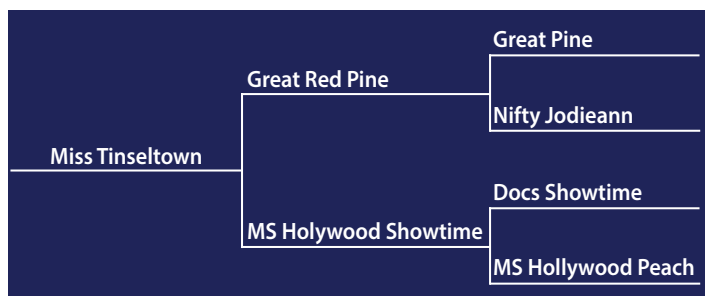 Great Pine
Great Red Pine
Nifty Jodieann
Miss Tinseltown
Docs Showtime
MS Holywood Showtime
MS Hollywood Peach